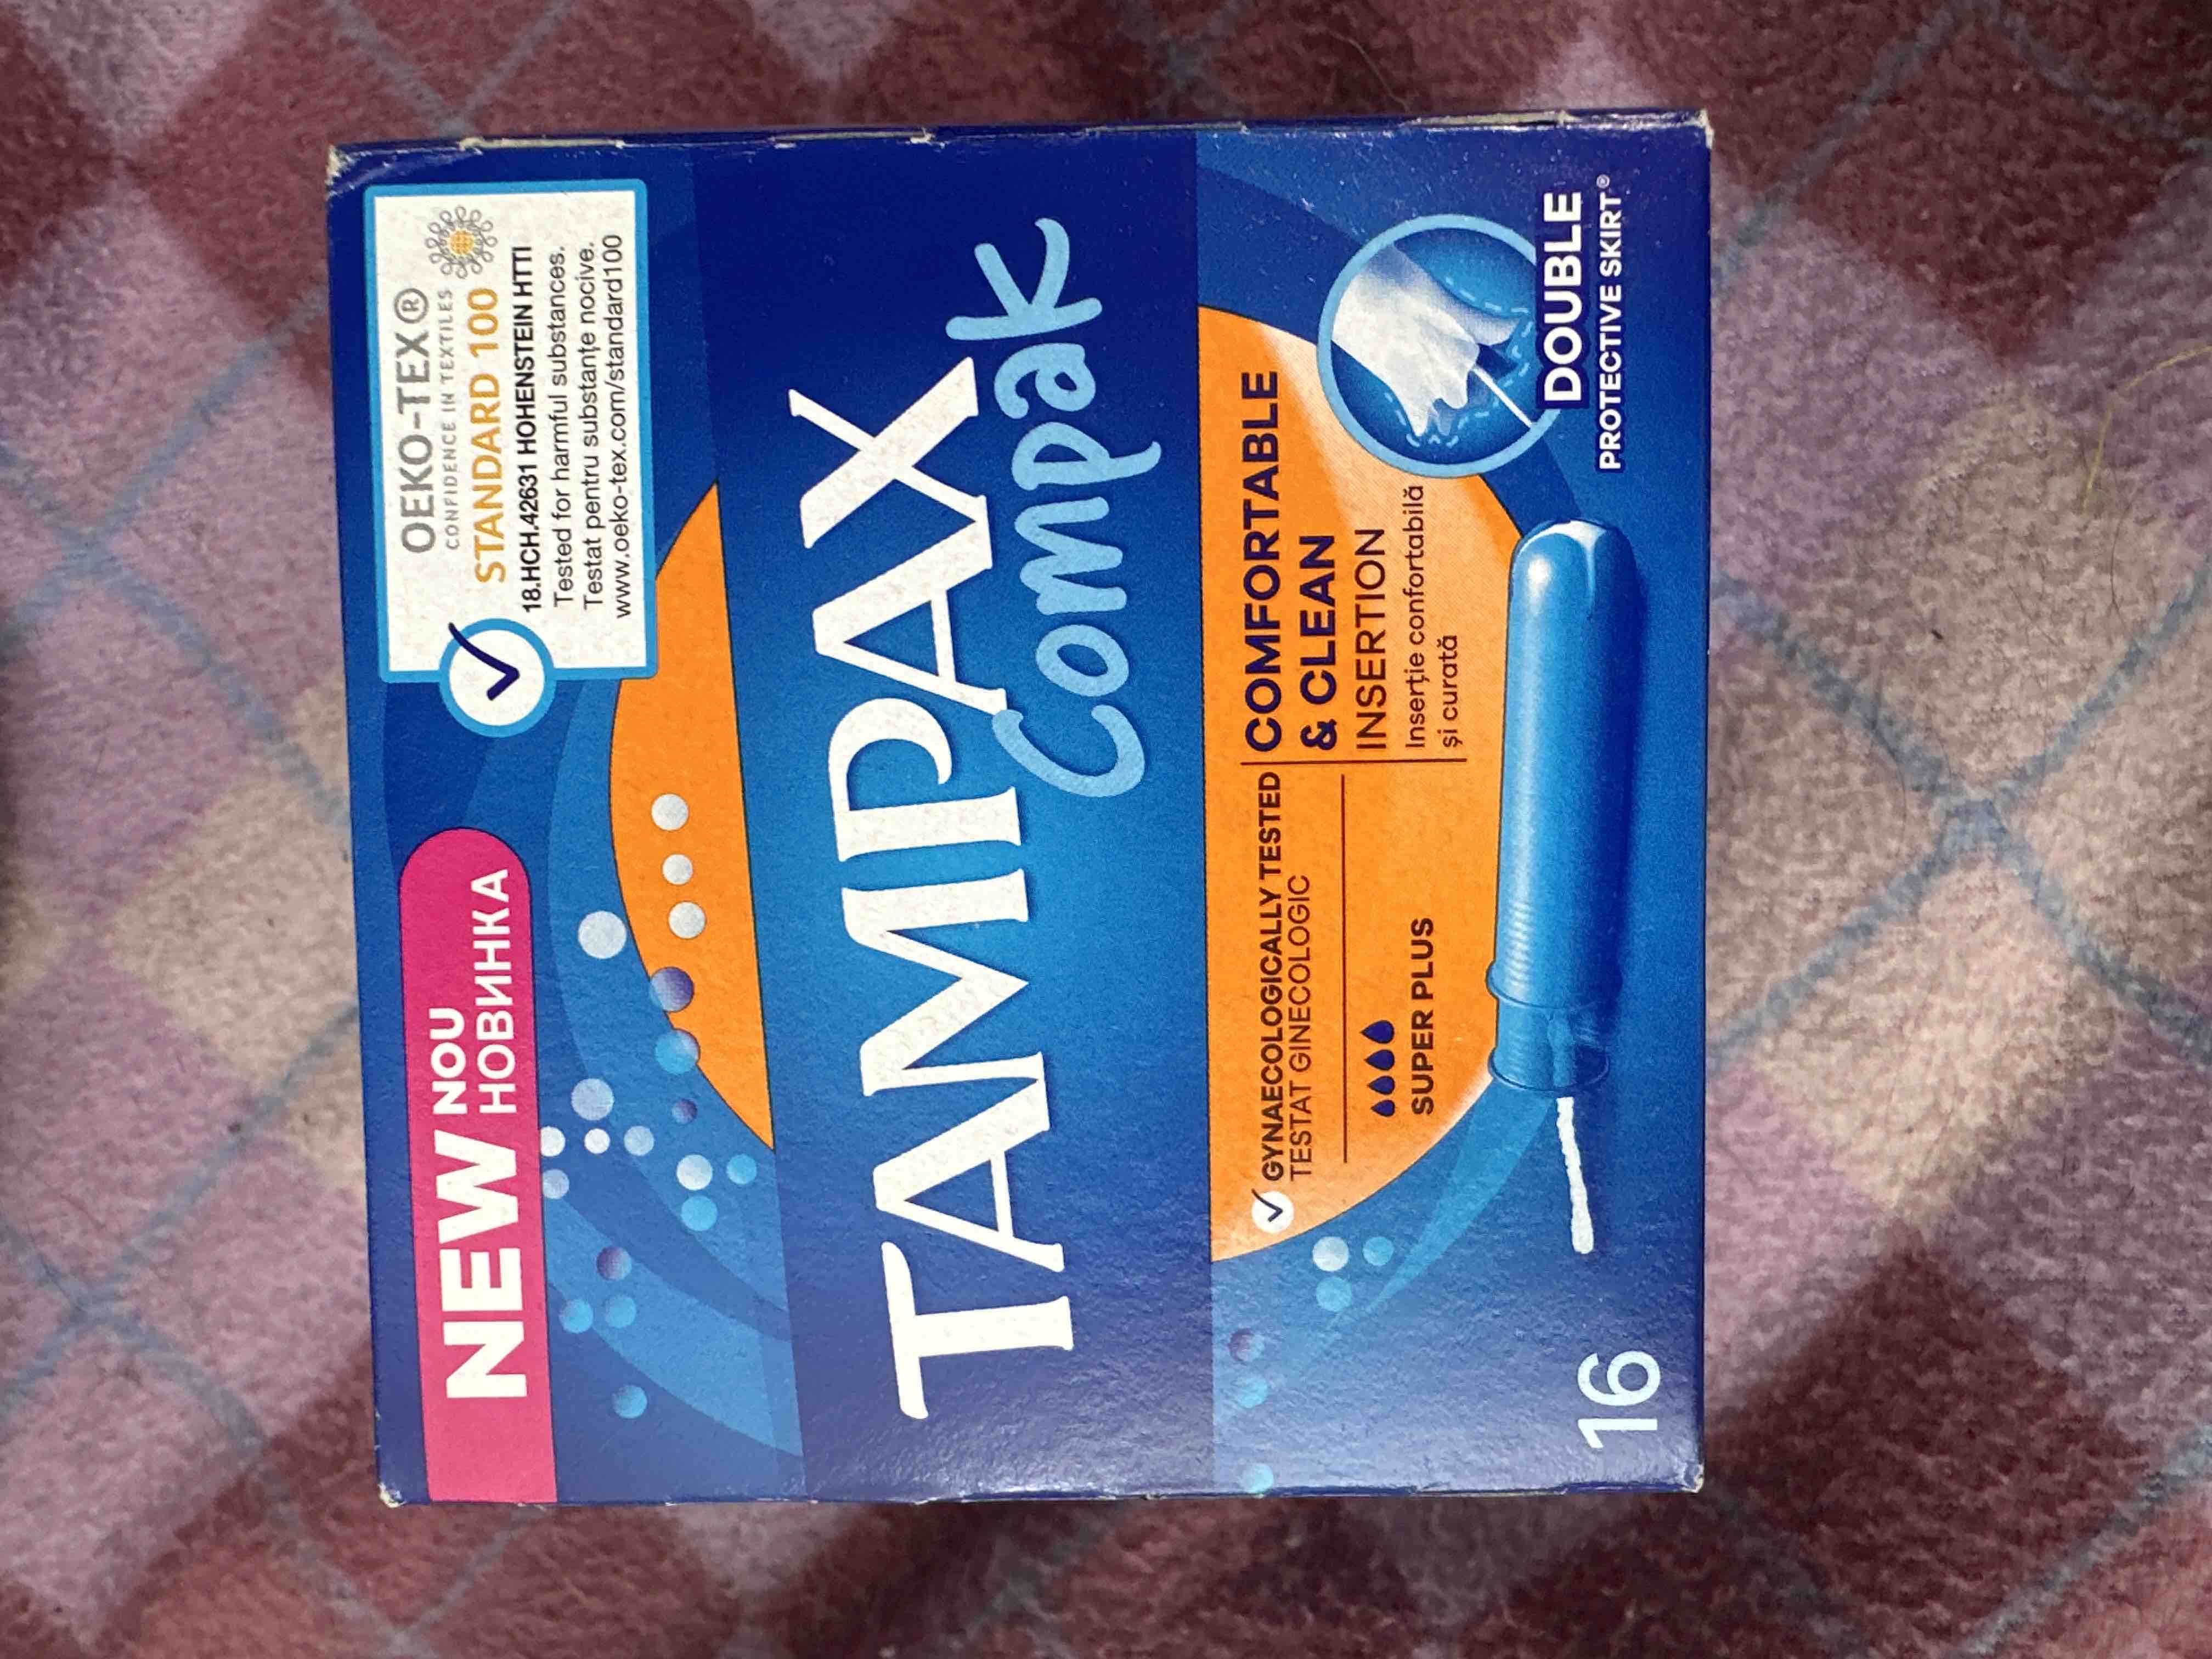 NEW NOU
НОВИНКА
OEKO-TEX®
CONFIDENCE IN TEXTILES
STANDARD 100
18.HCH.42631 HOHENSTEIN HTTI
Tested for harmful substances.
Testat pentru substanțe nocive.
www.oeko-tex.com/standard100
TAMPAX
Compak
GYNAECOLOGICALLY TESTED
TESTAT GINECOLOGIC
SUPER PLUS
COMFORTABLE
& CLEAN
INSERTION
Inserție confortabilă
și curată
DOUBLE
PROTECTIVE SKIRT®
16